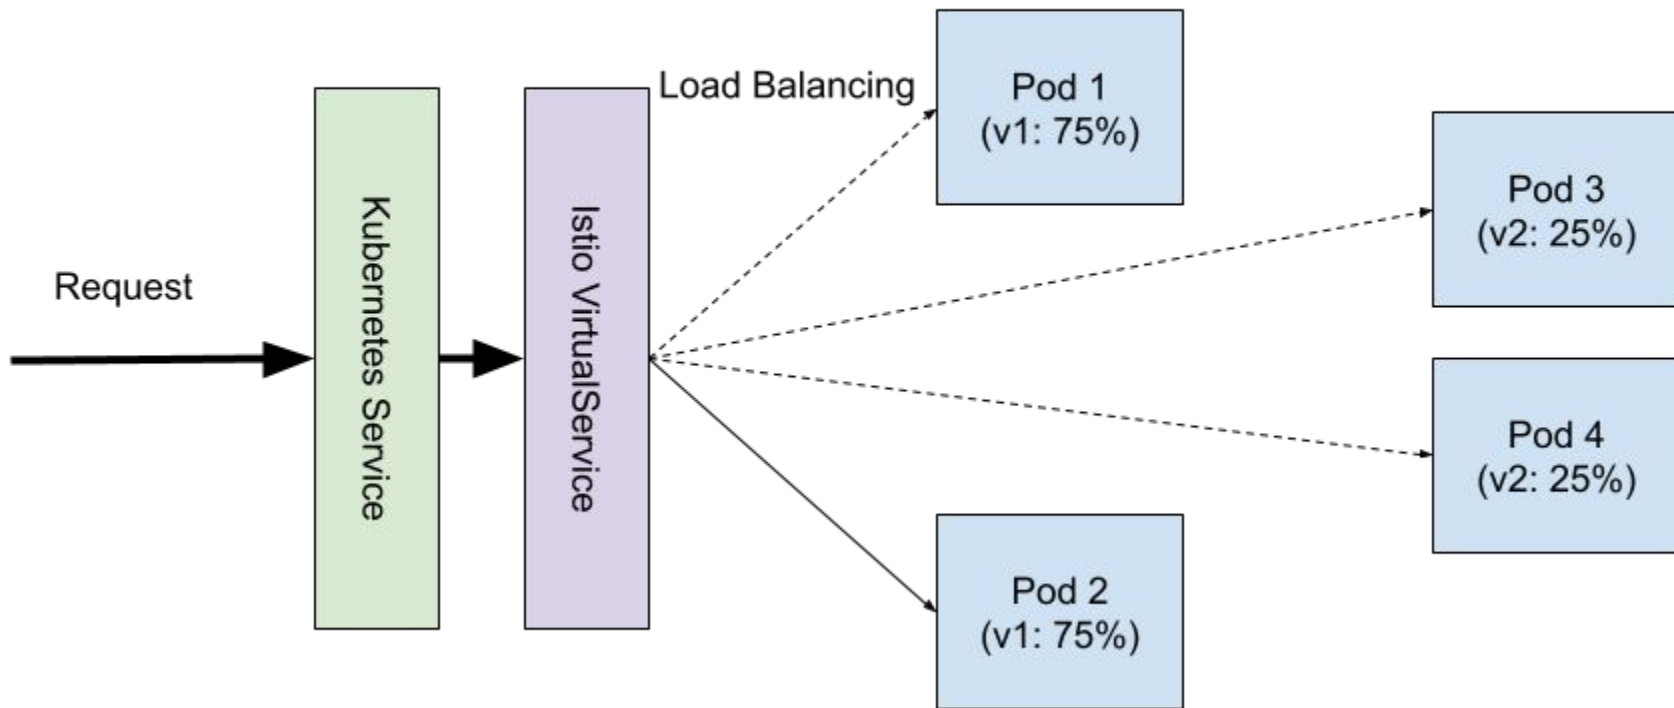 Request
Kubernetes Service
Istio VirtualService
Load Balancing
Pod 1
(v1: 75%)
Pod 3
(v2: 25%)
Pod 4
(v2: 25%)
Pod 2
(v1: 75%)